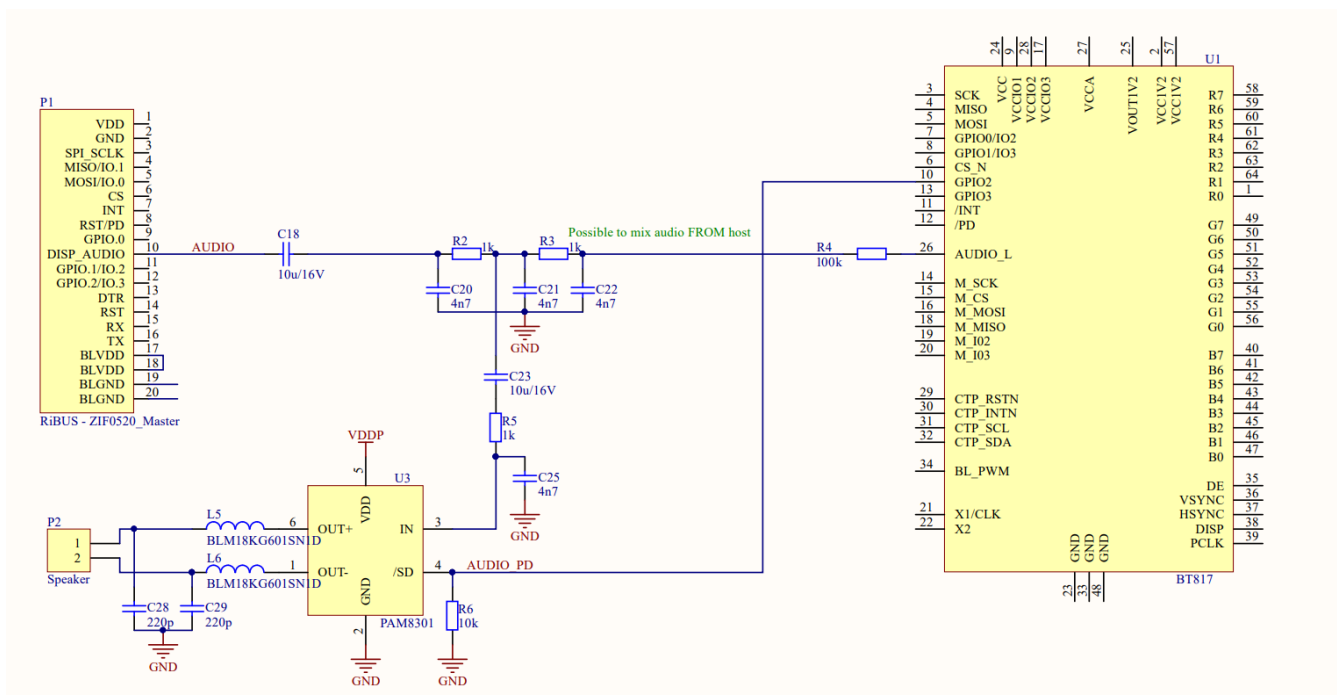 P1
VDD 1
GND 2
SPI_SCLK 3
MISO/IO.1 4
MOSI/IO.0 5
CS 6
INT 7
RST/PD 8
GPIO.0 9
DISP_AUDIO 10
GPIO.1/IO.2 11
GPIO.2/IO.3 12
DTR 13
RST 14
RX 15
TX 16
BLVDD 17
BLVDD 18
BLGND 19
BLGND 20
RiBUS - ZIF0520_Master
AUDIO
C18
10u/16V
R2
1k
R3
1k
Possible to mix audio FROM host
R4
100k
C20
4n7
C21
4n7
C22
4n7
GND
C23
10u/16V
R5
1k
C25
4n7
GND
VDDP
U3
5
VDD
6 OUT+
1 OUT-
IN 3
/SD 4
GND
2
PAM8301
GND
AUDIO_PD
R6
10k
GND
P2
1
2
Speaker
L5
BLM18KG601SN1D
L6
BLM18KG601SN1D
C28
220p
C29
220p
GND
U1
24 VCC
9 VCCIO1
28 VCCIO2
17 VCCIO3
27 VCCA
25 VOUT1V2
2 VCC1V2
57 VCC1V2
3 SCK
4 MISO
5 MOSI
7 GPIO0/IO2
8 GPIO1/IO3
6 CS_N
10 GPIO2
13 GPIO3
11 /INT
12 /PD
26 AUDIO_L
14 M_SCK
15 M_CS
16 M_MOSI
18 M_MISO
19 M_I02
20 M_I03
29 CTP_RSTN
30 CTP_INTN
31 CTP_SCL
32 CTP_SDA
34 BL_PWM
21 X1/CLK
22 X2
R7 58
R6 59
R5 60
R4 61
R3 62
R2 63
R1 64
R0 1
G7 49
G6 50
G5 51
G4 52
G3 53
G2 54
G1 55
G0 56
B7 40
B6 41
B5 42
B4 43
B3 44
B2 45
B1 46
B0 47
DE 35
VSYNC 36
HSYNC 37
DISP 38
PCLK 39
GND 23
GND 33
GND 48
BT817